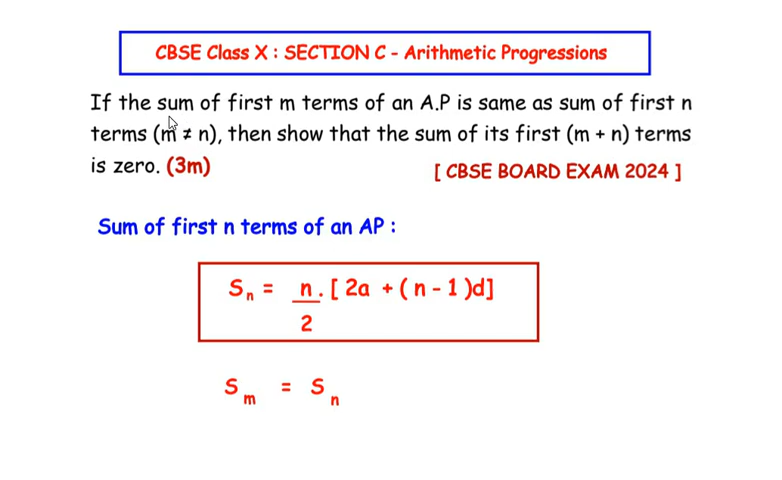 CBSE Class X : SECTION C - Arithmetic Progressions
If the sum of first m terms of an A.P is same as sum of first n
terms (m ≠ n), then show that the sum of its first (m + n) terms
is zero. (3m) [ CBSE BOARD EXAM 2024 ]
Sum of first n terms of an AP :
Sn = n/2 . [ 2a + ( n - 1 )d]
Sm = Sn